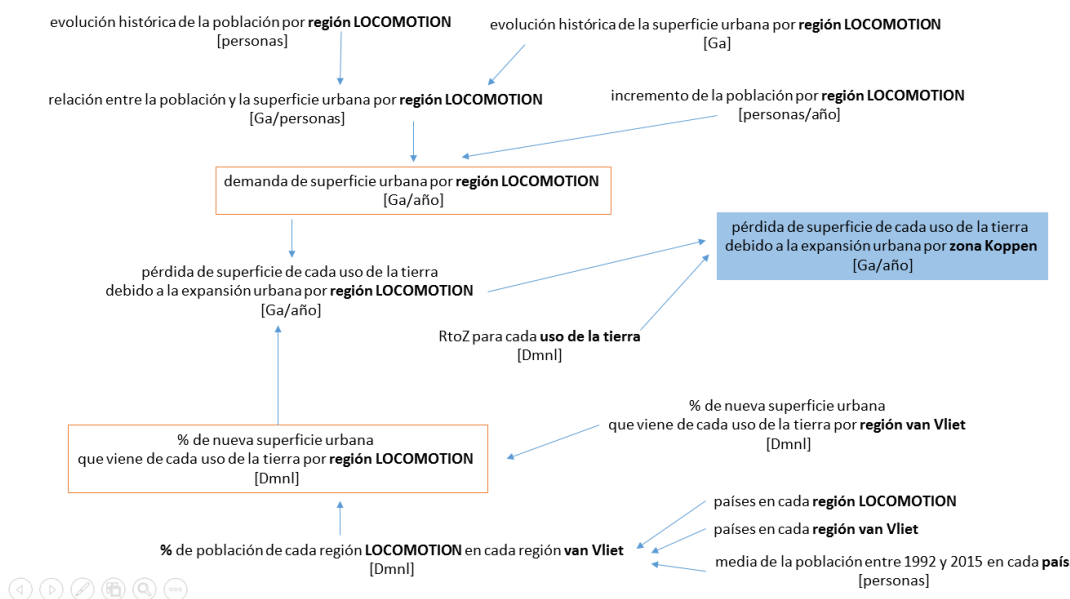 evolución histórica de la población por región LOCOMOTION
[personas]
evolución histórica de la superficie urbana por región LOCOMOTION
[Ga]
relación entre la población y la superficie urbana por región LOCOMOTION
[Ga/personas]
incremento de la población por región LOCOMOTION
[personas/año]
demanda de superficie urbana por región LOCOMOTION
[Ga/año]
pérdida de superficie de cada uso de la tierra
debido a la expansión urbana por zona Koppen
[Ga/año]
pérdida de superficie de cada uso de la tierra
debido a la expansión urbana por región LOCOMOTION
[Ga/año]
RtoZ para cada uso de la tierra
[Dmnl]
% de nueva superficie urbana
que viene de cada uso de la tierra por región van Vliet
[Dmnl]
% de nueva superficie urbana
que viene de cada uso de la tierra por región LOCOMOTION
[Dmnl]
países en cada región LOCOMOTION
países en cada región van Vliet
% de población de cada región LOCOMOTION en cada región van Vliet
[Dmnl]
media de la población entre 1992 y 2015 en cada país
[personas]